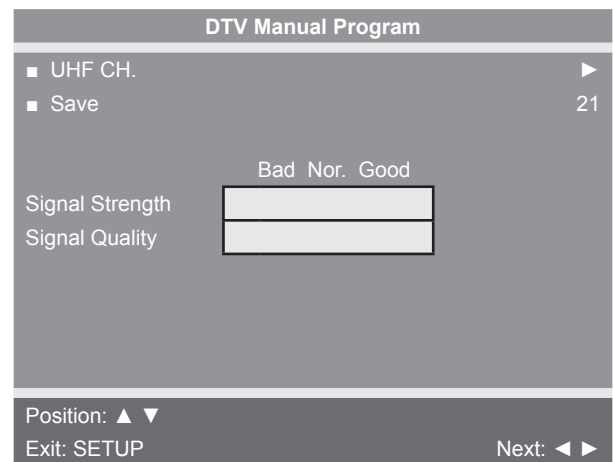 DTV Manual Program
■ UHF CH. ►
■ Save 21
Bad Nor. Good
Signal Strength
Signal Quality
Position: ▲ ▼
Exit: SETUP Next: ◄ ►